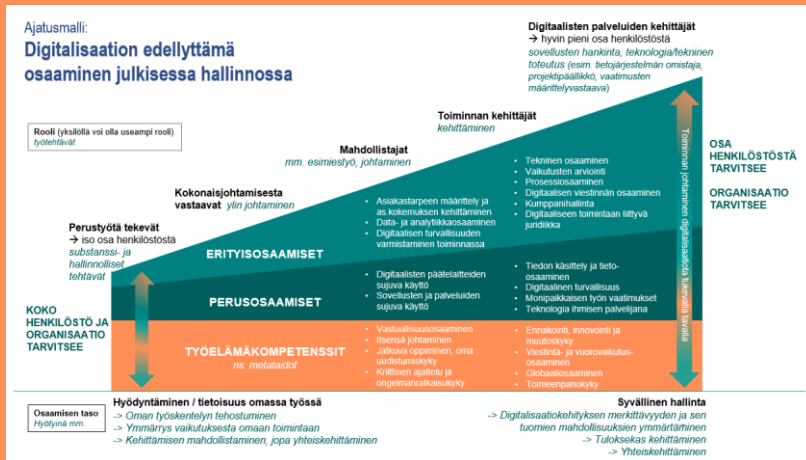 Ajatusmalli:
Digitalisaation edellyttämä
osaaminen julkisessa hallinnossa
Digitaalisten palveluiden kehittäjät
→ hyvin pieni osa henkilöstöstä
sovellusten hankinta, teknologia/tekninen
toteutus (esim. tietojärjestelmän omistaja,
projektipäällikkö, vaatimusten
määrittelyvastaava)
Rooli (yksilöllä voi olla useampi rooli)
työtehtävät
Toiminnan kehittäjät
kehittäminen
Mahdollistajat
mm. esimiestyö, johtaminen
Kokonaisjohtamisesta
vastaavat ylin johtaminen
Perustyötä tekevät
→ iso osa henkilöstöstä
substanssi- ja
hallinnolliset
tehtävät
KOKO
HENKILÖSTÖ JA
ORGANISAATIO
TARVITSEE
ERITYISOSAAMISET
• Asiakastarpeen määrittely ja
as.kokemuksen kehittäminen
• Data- ja analytiikkaosaaminen
• Digitaalisen turvallisuuden
varmistaminen toiminnassa
• Tekninen osaaminen
• Vaikutusten arviointi
• Prosessiosaaminen
• Digitaalisen viestinnän osaaminen
• Kumppanihallinta
• Digitaaliseen toimintaan liittyvä
juridiikka
PERUSOSAAMISET
• Digitaalisten päätelaitteiden
sujuva käyttö
• Sovellusten ja palveluiden
sujuva käyttö
• Tiedon käsittely ja tieto-
osaaminen
• Digitaalinen turvallisuus
• Monipaikkaisen työn vaatimukset
• Teknologia ihmisen palvelijana
TYÖELÄMÄKOMPETENSSIT
ns. metataidot
• Vastuullisuusosaaminen
• Itsensä johtaminen
• Jatkuva oppiminen, oma
uudistumiskyky
• Kriittinen ajattelu ja
ongelmanratkaisukyky
• Ennakointi, innovointi ja
muutoskyky
• Viestintä- ja vuorovaikutus-
osaaminen
• Globaaliosaaminen
• Toimeenpanokyky
Toiminnan johtaminen digitalisaatiota tukevalla tavalla
OSA
HENKILÖSTÖSTÄ
TARVITSEE
ORGANISAATIO
TARVITSEE
Osaamisen taso
Hyötyinä mm.
Hyödyntäminen / tietoisuus omassa työssä
-> Oman työskentelyn tehostuminen
-> Ymmärrys vaikutuksesta omaan toimintaan
-> Kehittämisen mahdollistaminen, jopa yhteiskehittäminen
Syvällinen hallinta
-> Digitalisaatiokehityksen merkittävyyden ja sen
tuomien mahdollisuuksien ymmärtäminen
-> Tuloksekas kehittäminen
-> Yhteiskehittäminen